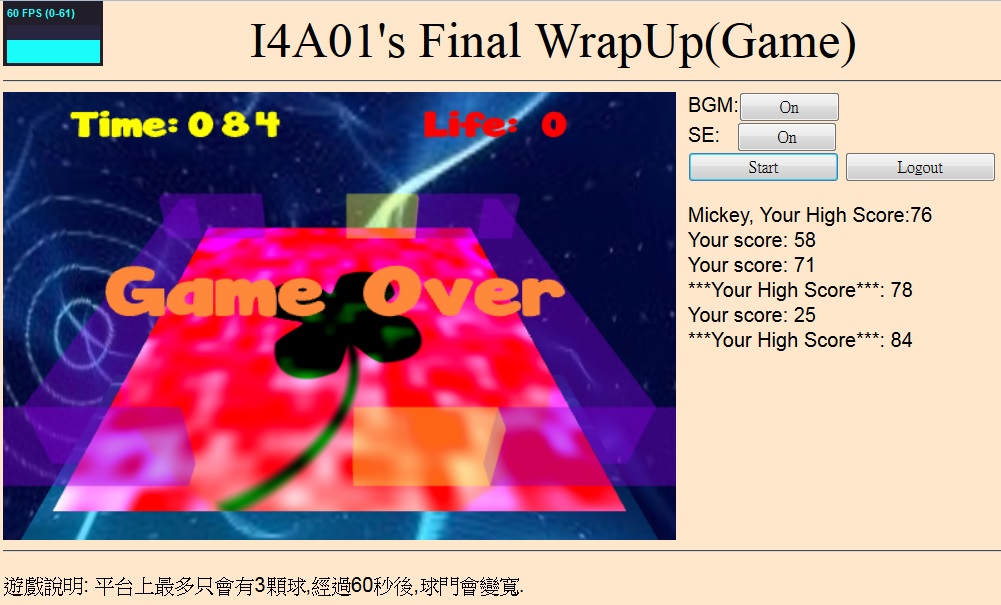 60 FPS (0-61)
I4A01's Final WrapUp(Game)
Time: 084
Life: 0
Game Over
BGM: On
SE: On
Start
Logout
Mickey, Your High Score:76
Your score: 58
Your score: 71
***Your High Score***: 78
Your score: 25
***Your High Score***: 84
遊戲說明: 平台上最多只會有3顆球,經過60秒後,球門會變寬.